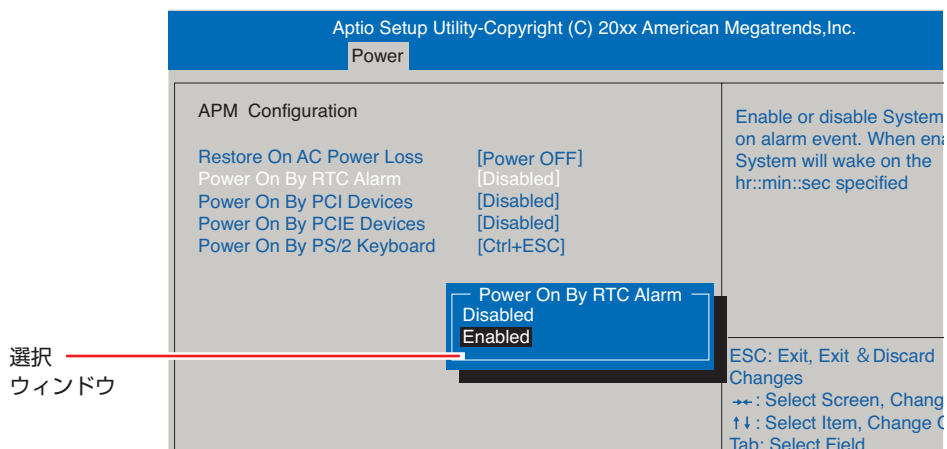 Aptio Setup Utility-Copyright (C) 20xx American Megatrends,Inc.
Power
APM Configuration
Restore On AC Power Loss [Power OFF]
Power On By RTC Alarm [Disabled]
Power On By PCI Devices [Disabled]
Power On By PCIE Devices [Disabled]
Power On By PS/2 Keyboard [Ctrl+ESC]
Enable or disable System
on alarm event. When ena
System will wake on the
hr::min::sec specified
Power On By RTC Alarm
Disabled
Enabled
選択
ウィンドウ
ESC: Exit, Exit & Discard
Changes
→←: Select Screen, Chang
↑↓: Select Item, Change
Tab: Select Field